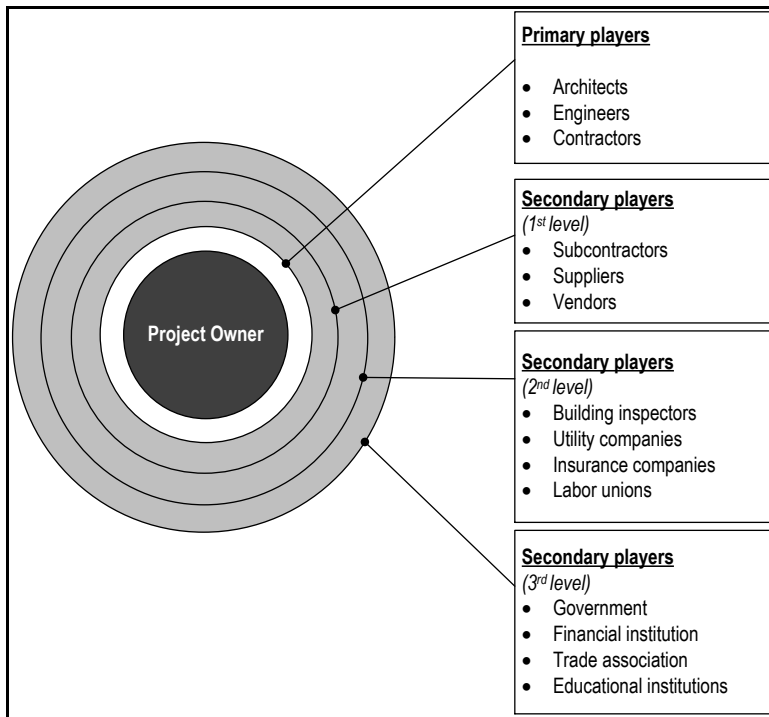 Project Owner
Primary players
• Architects
• Engineers
• Contractors
Secondary players
(1st level)
• Subcontractors
• Suppliers
• Vendors
Secondary players
(2nd level)
• Building inspectors
• Utility companies
• Insurance companies
• Labor unions
Secondary players
(3rd level)
• Government
• Financial institution
• Trade association
• Educational institutions